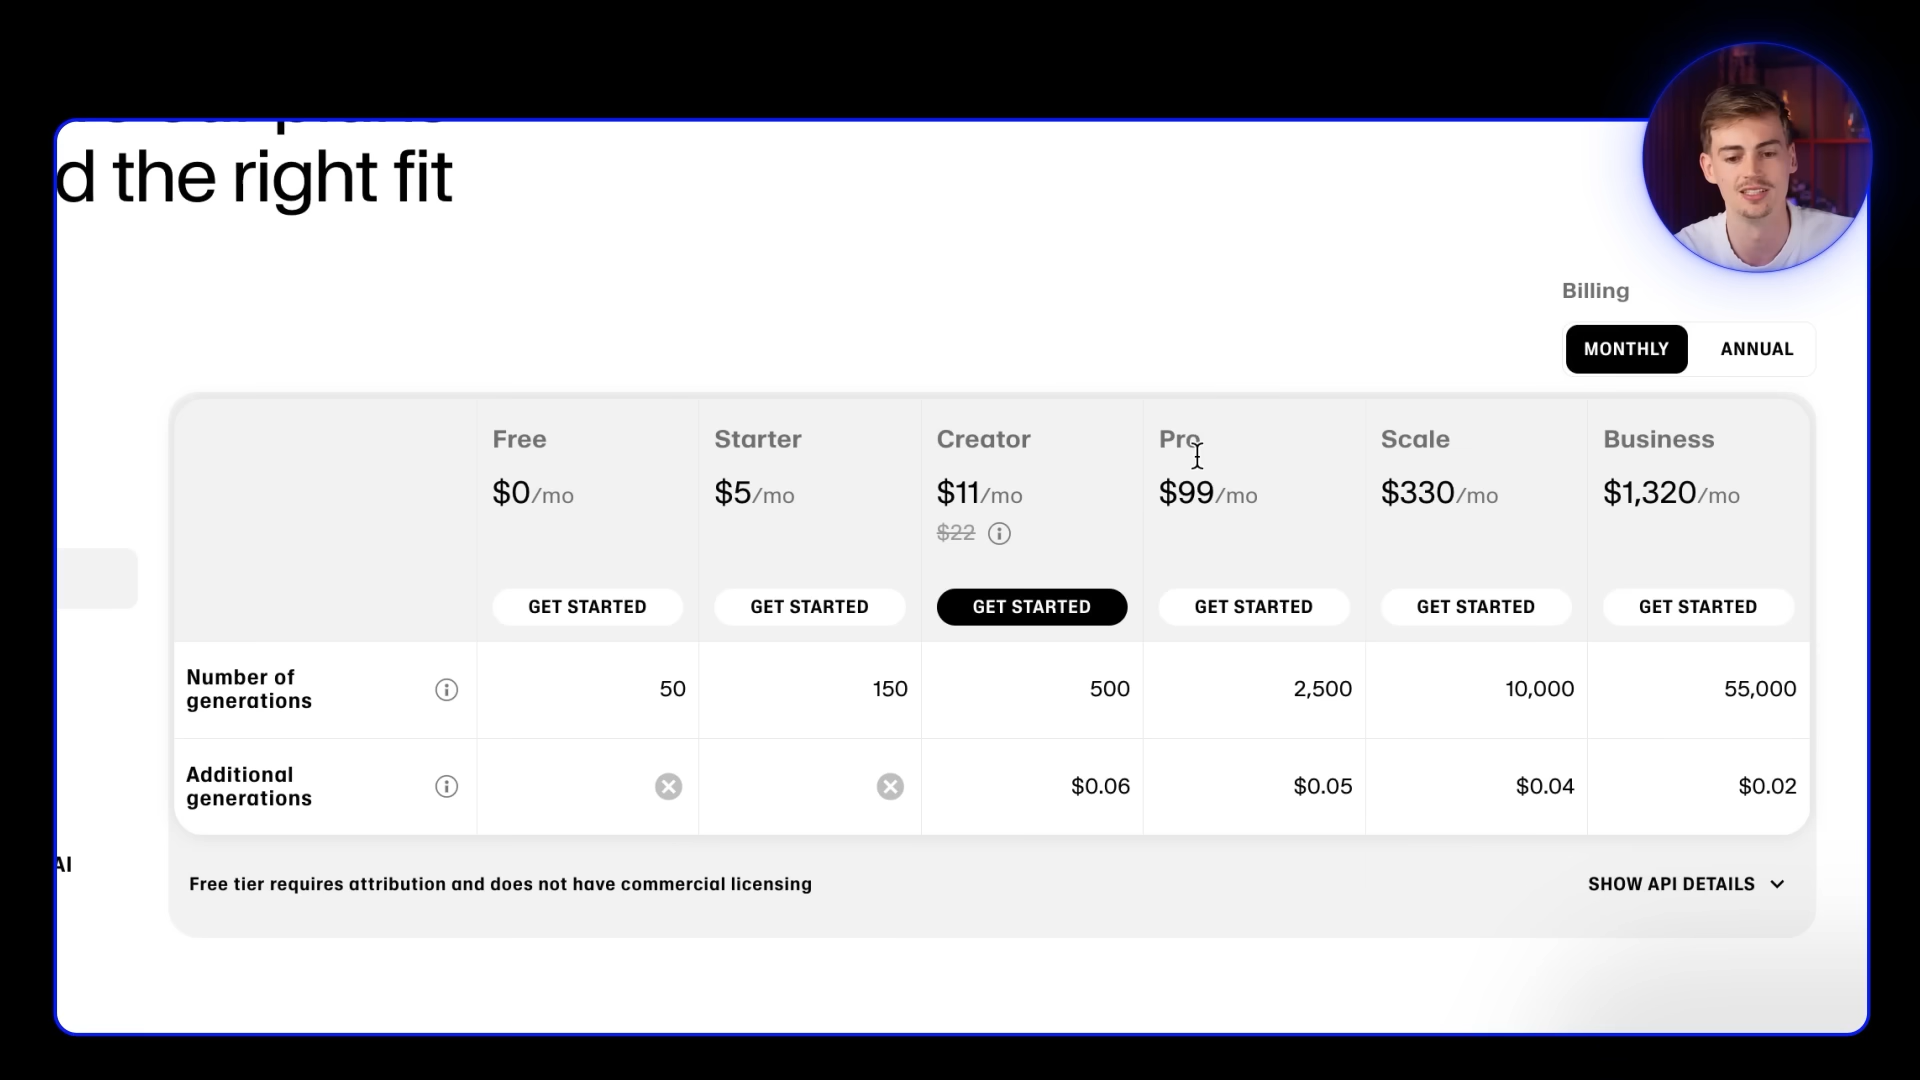 d the right fit
Billing
MONTHLY ANNUAL
Free Starter Creator Pro Scale Business
$0/mo $5/mo $11/mo $99/mo $330/mo $1,320/mo
$22
GET STARTED GET STARTED GET STARTED GET STARTED GET STARTED GET STARTED
Number of
generations
50 150 500 2,500 10,000 55,000
Additional
generations
$0.06 $0.05 $0.04 $0.02
AI
Free tier requires attribution and does not have commercial licensing
SHOW API DETAILS